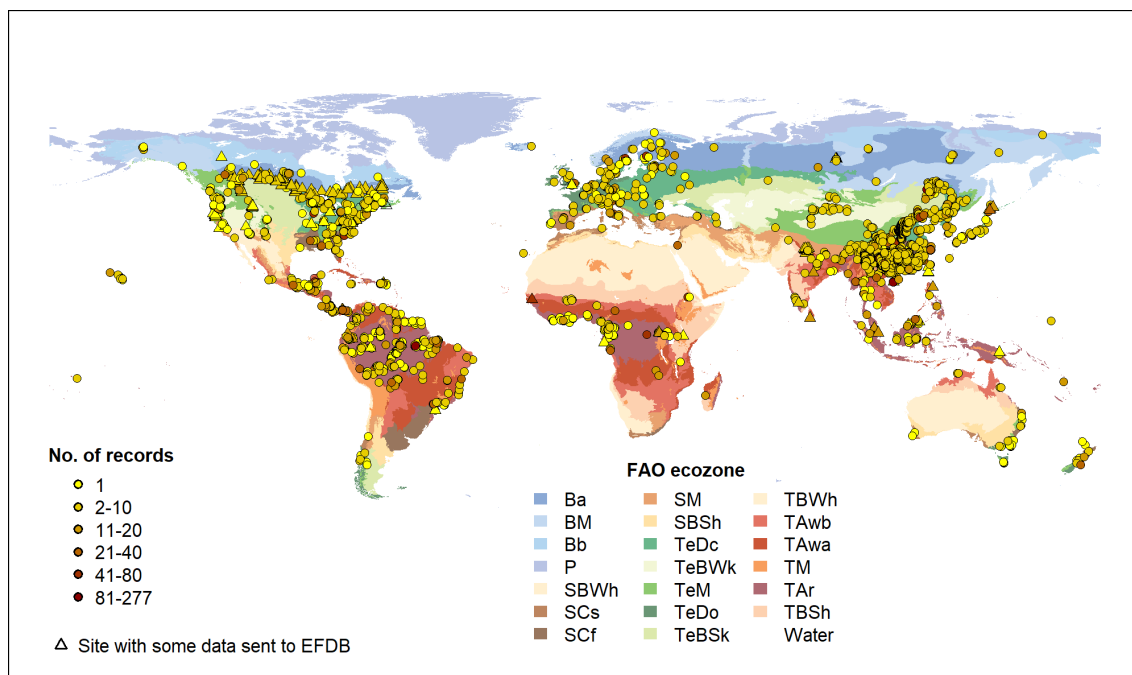 No. of records
1
2-10
11-20
21-40
41-80
81-277
Site with some data sent to EFDB
FAO ecozone
Ba
BM
Bb
P
SBWh
SCs
SCf
SM
SBSh
TeDc
TeBWk
TeM
TeDo
TeBSk
TBWh
TAwb
TAwa
TM
TAr
TBSh
Water